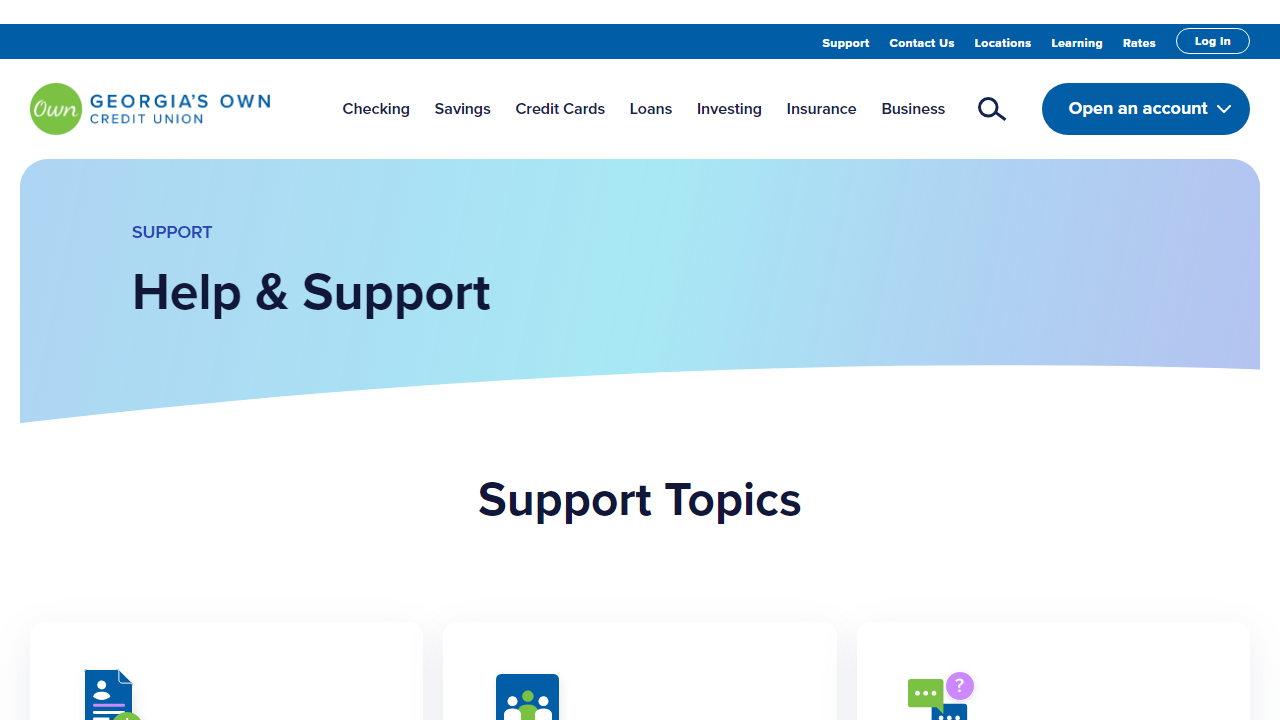 Support Contact Us Locations Learning Rates Log In
Own GEORGIA'S OWN
CREDIT UNION
Checking Savings Credit Cards Loans Investing Insurance Business Open an account
SUPPORT
Help & Support
Support Topics
?